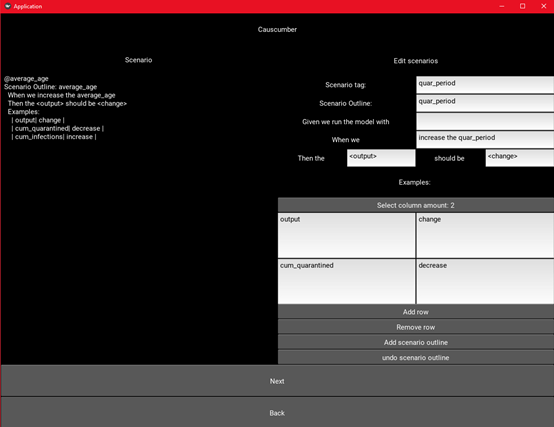 Application
Causcumber
Scenario
@average_age
Scenario Outline: average_age
When we increase the average_age
Then the <output> should be <change>
Examples:
| output| change |
| cum_quarantined| decrease |
| cum_infections| increase |
Edit scenarios
Scenario tag: quar_period
Scenario Outline: quar_period
Given we run the model with
When we increase the quar_period
Then the <output> should be <change>
Examples:
Select column amount: 2
output change
cum_quarantined decrease
Add row
Remove row
Add scenario outline
undo scenario outline
Next
Back